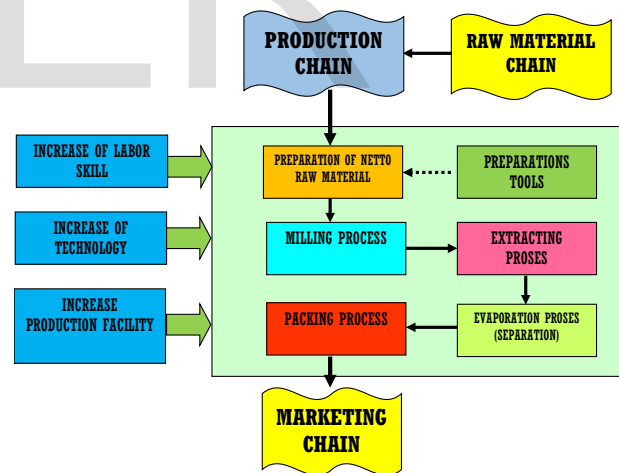 PRODUCTION
CHAIN
RAW MATERIAL
CHAIN
INCREASE OF LABOR
SKILL
PREPARATION OF NETTO
RAW MATERIAL
PREPARATIONS
TOOLS
INCREASE OF
TECHNOLOGY
MILLING PROCESS
EXTRACTING
PROSES
INCREASE
PRODUCTION FACILITY
PACKING PROCESS
EVAPORATION PROSES
(SEPARATION)
MARKETING
CHAIN